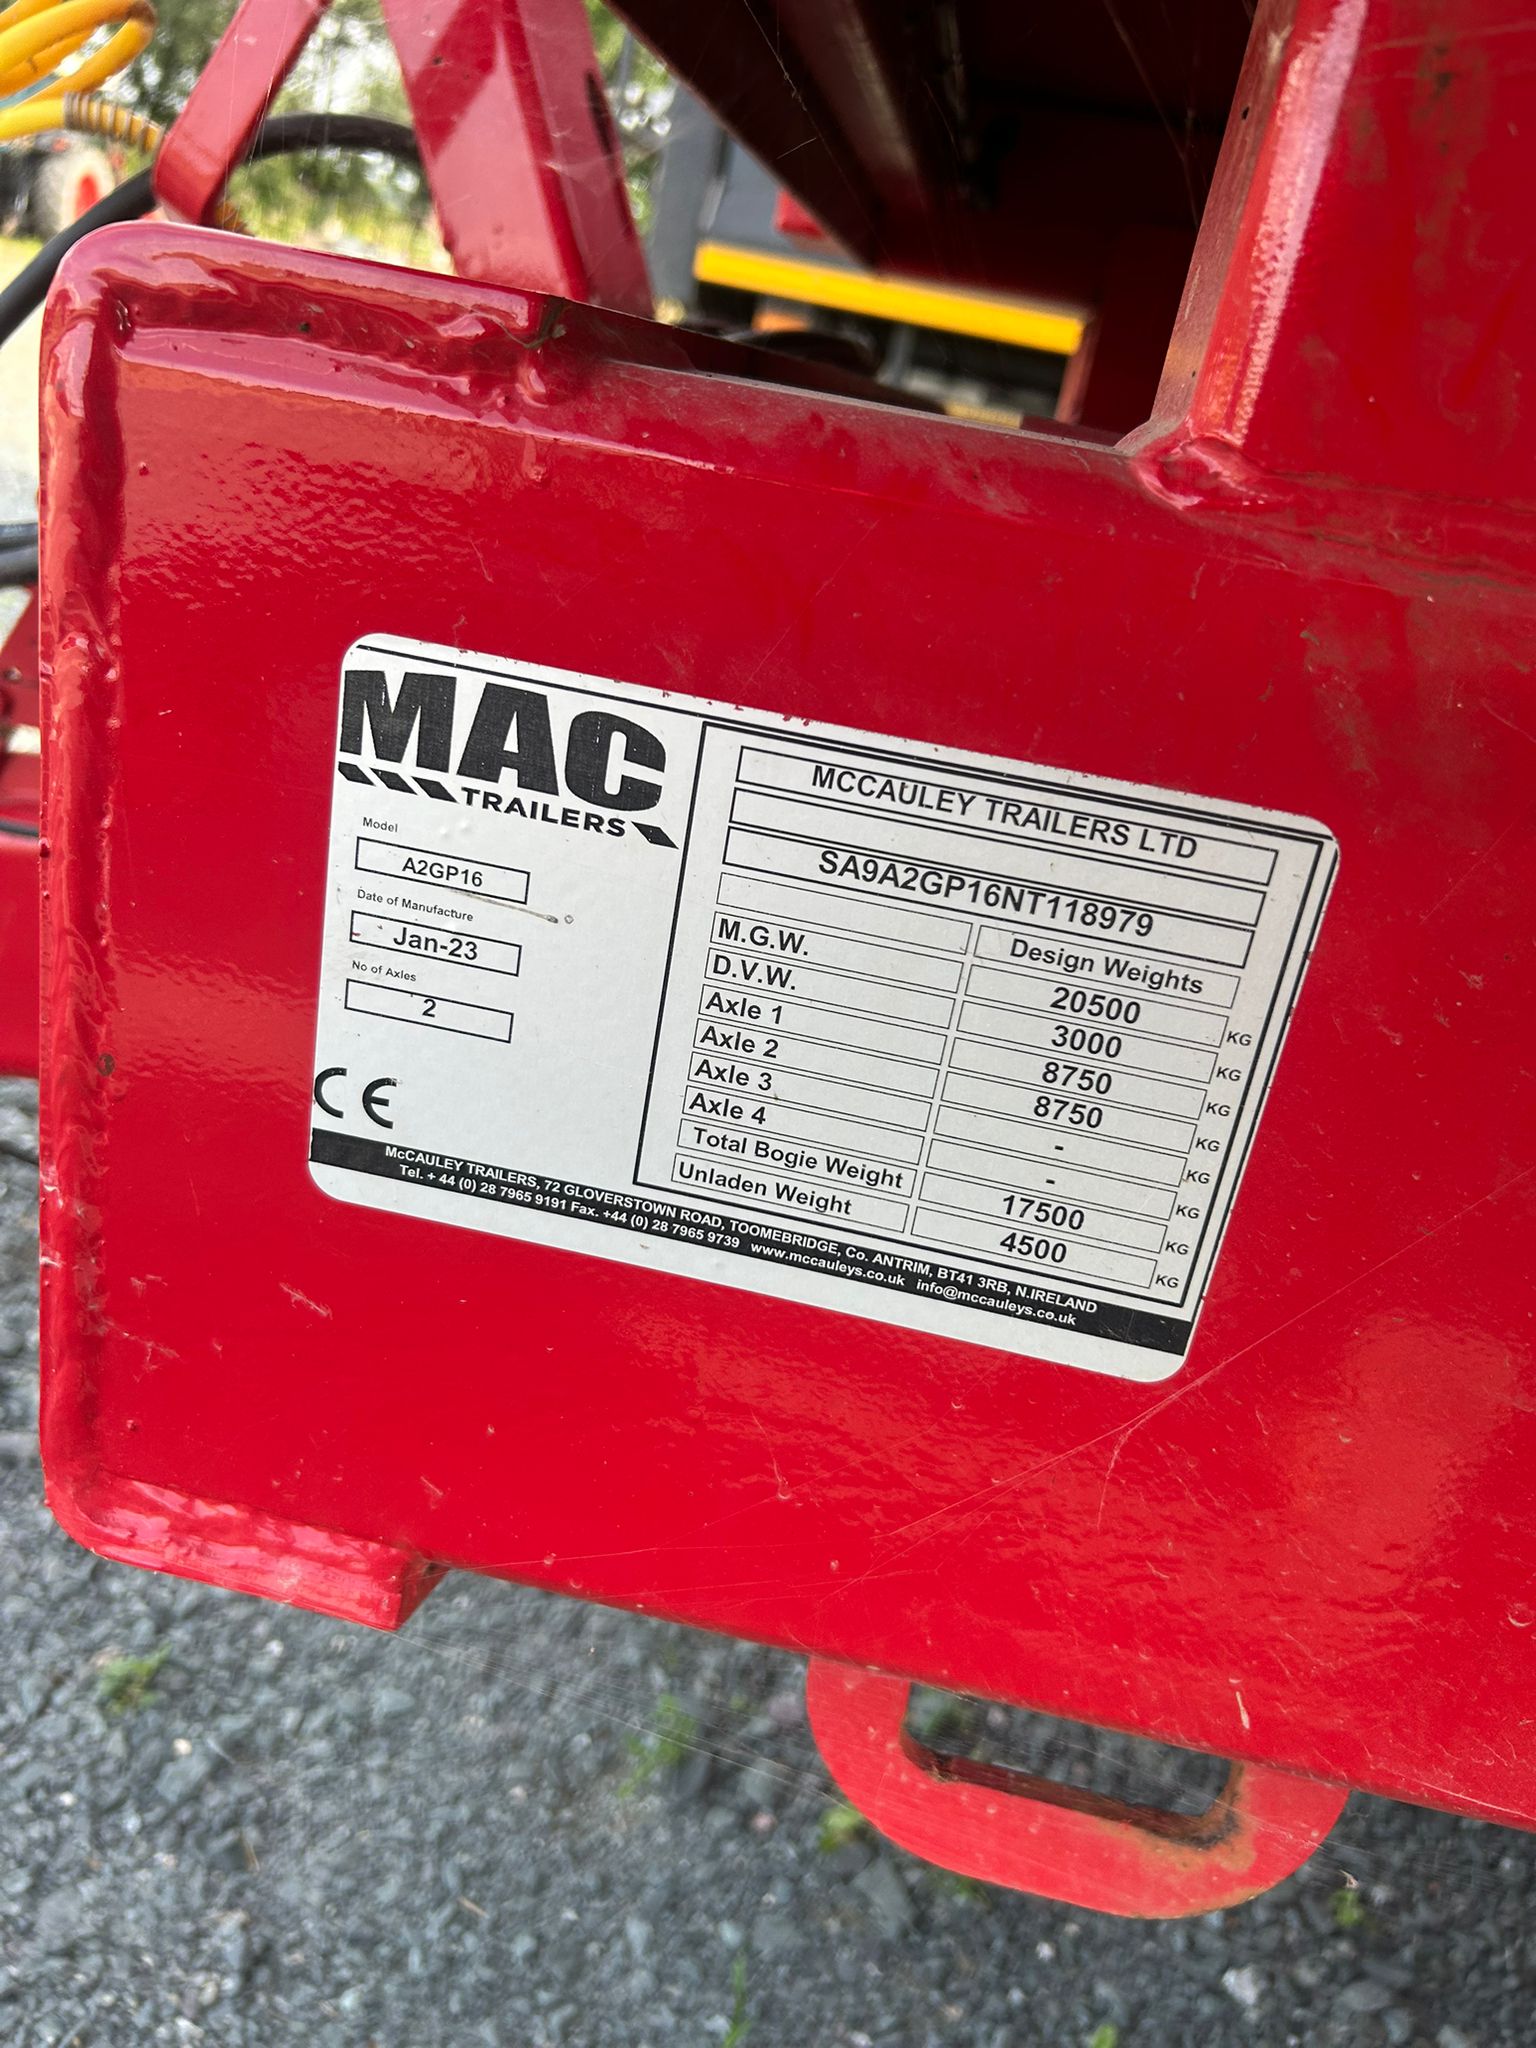 MAC
TRAILERS
Model
A2GP16
Date of Manufacture
Jan-23
No of Axles
2
CE
MCCAULEY TRAILERS LTD
SA9A2GP16NT118979
Design Weights
M.G.W. 20500 KG
D.V.W. 3000 KG
Axle 1 8750 KG
Axle 2 8750 KG
Axle 3 - KG
Axle 4 - KG
Total Bogie Weight 17500 KG
Unladen Weight 4500 KG
McCAULEY TRAILERS, 72 GLOVERSTOWN ROAD, TOOMEBRIDGE, Co. ANTRIM, BT41 3RB, N.IRELAND
Tel. + 44 (0) 28 7965 9191 Fax. +44 (0) 28 7965 9739 www.mccauleys.co.uk info@mccauleys.co.uk